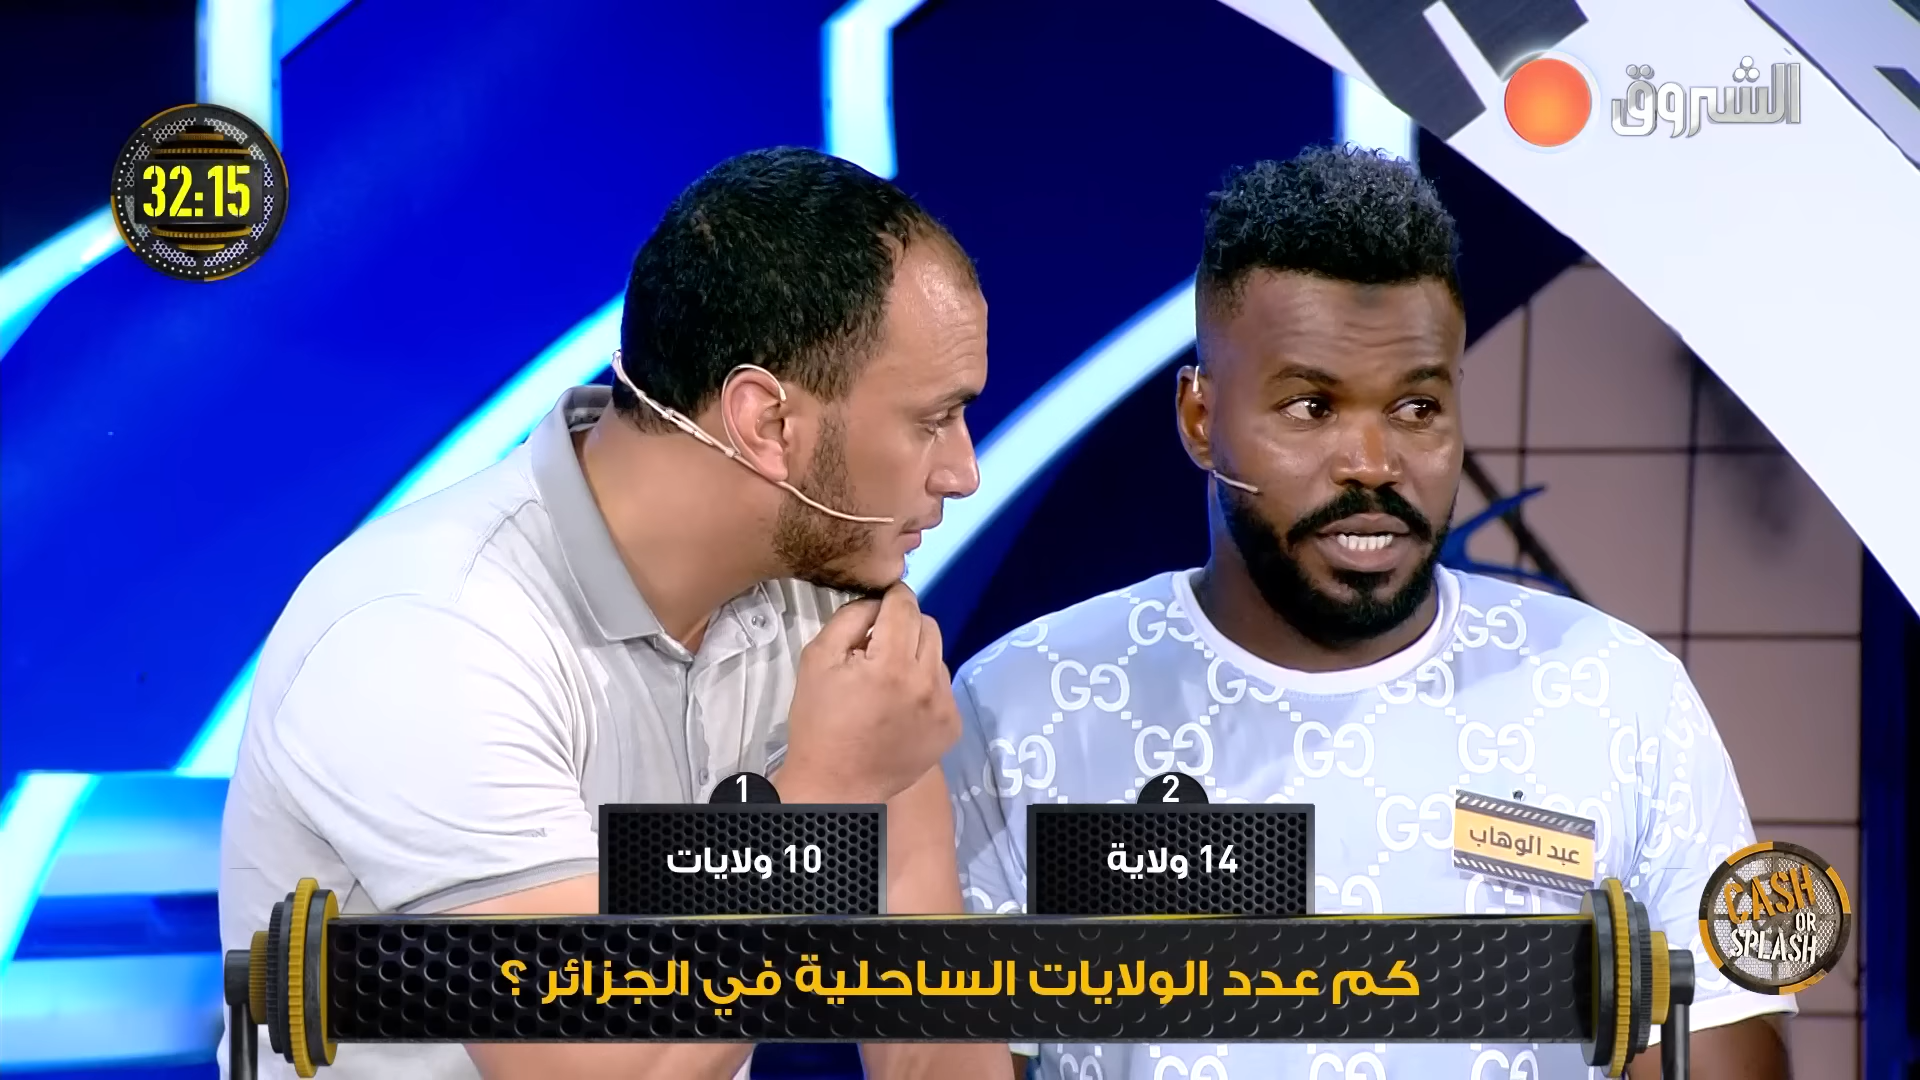 الشروق
32:15
1
2
10 ولايات
14 ولاية
عبد الوهاب
CASH
OR
SPLASH
كم عدد الولايات الساحلية في الجزائر ؟